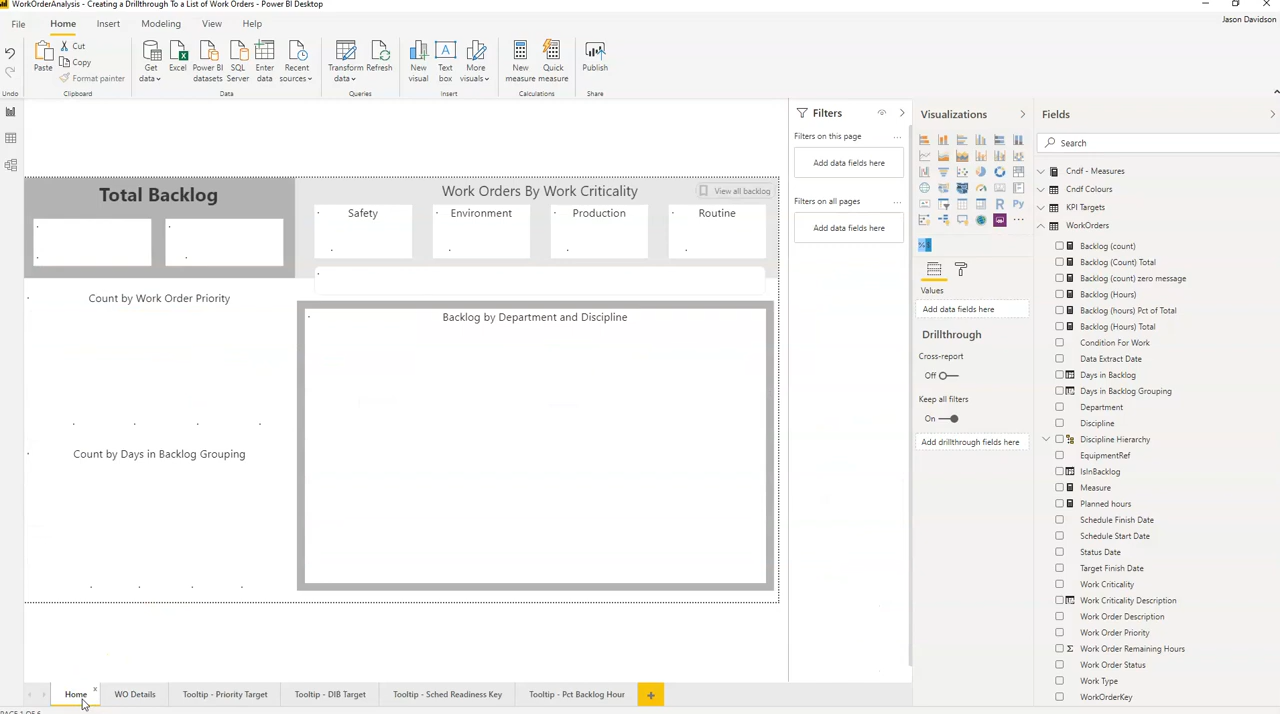 WorkOrderAnalysis - Creating a Drillthrough To a List of Work Orders - Power BI Desktop
Jason Davidson
File Home Insert Modeling View Help
Undo
Paste
Cut
Copy
Format painter
Clipboard
Get data
Excel
Power BI datasets
SQL Server
Enter data
Recent sources
Data
Transform data
Refresh
Queries
New visual
Text box
More visuals
Insert
New measure
Quick measure
Calculations
Publish
Share
Total Backlog
Work Orders By Work Criticality
View all backlog
Safety
Environment
Production
Routine
Count by Work Order Priority
Backlog by Department and Discipline
Count by Days in Backlog Grouping
Filters
Filters on this page
Add data fields here
Filters on all pages
Add data fields here
Visualizations
R Py
Values
Add data fields here
Drillthrough
Cross-report
Off
Keep all filters
On
Add drillthrough fields here
Fields
Search
Cndf - Measures
Cndf Colours
KPI Targets
WorkOrders
Backlog (count)
Backlog (Count) Total
Backlog (count) zero message
Backlog (Hours)
Backlog (hours) Pct of Total
Backlog (Hours) Total
Condition For Work
Data Extract Date
Days in Backlog
Days in Backlog Grouping
Department
Discipline
Discipline Hierarchy
EquipmentRef
IsInBacklog
Measure
Planned hours
Schedule Finish Date
Schedule Start Date
Status Date
Target Finish Date
Work Criticality
Work Criticality Description
Work Order Description
Work Order Priority
Work Order Remaining Hours
Work Order Status
Work Type
WorkOrderKey
Home
WO Details
Tooltip - Priority Target
Tooltip - DIB Target
Tooltip - Sched Readiness Key
Tooltip - Pct Backlog Hour
PAGE 1 OF 6